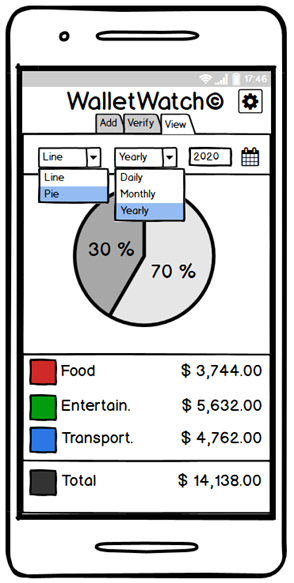 17:46
WalletWatch©
Add Verify View
Line Yearly 2020
Line Daily
Pie Monthly
Yearly
30 %
70 %
Food $ 3,744.00
Entertain. $ 5,632.00
Transport. $ 4,762.00
Total $ 14,138.00